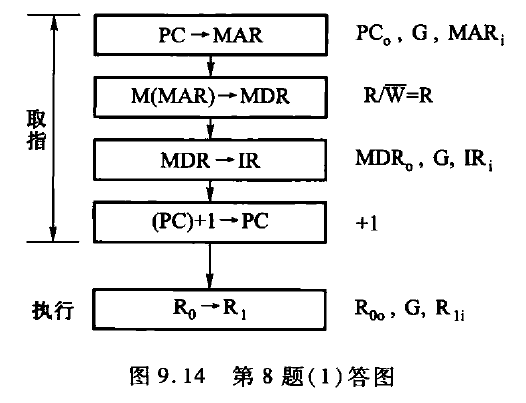 PC→MAR PCo , G , MARi
M(MAR)→MDR R/W̅=R
取指
MDR→IR MDRo , G , IRi
(PC)+1→PC +1
执行 R0→R1 R0o , G , R1i
图 9.14 第 8 题(1)答图